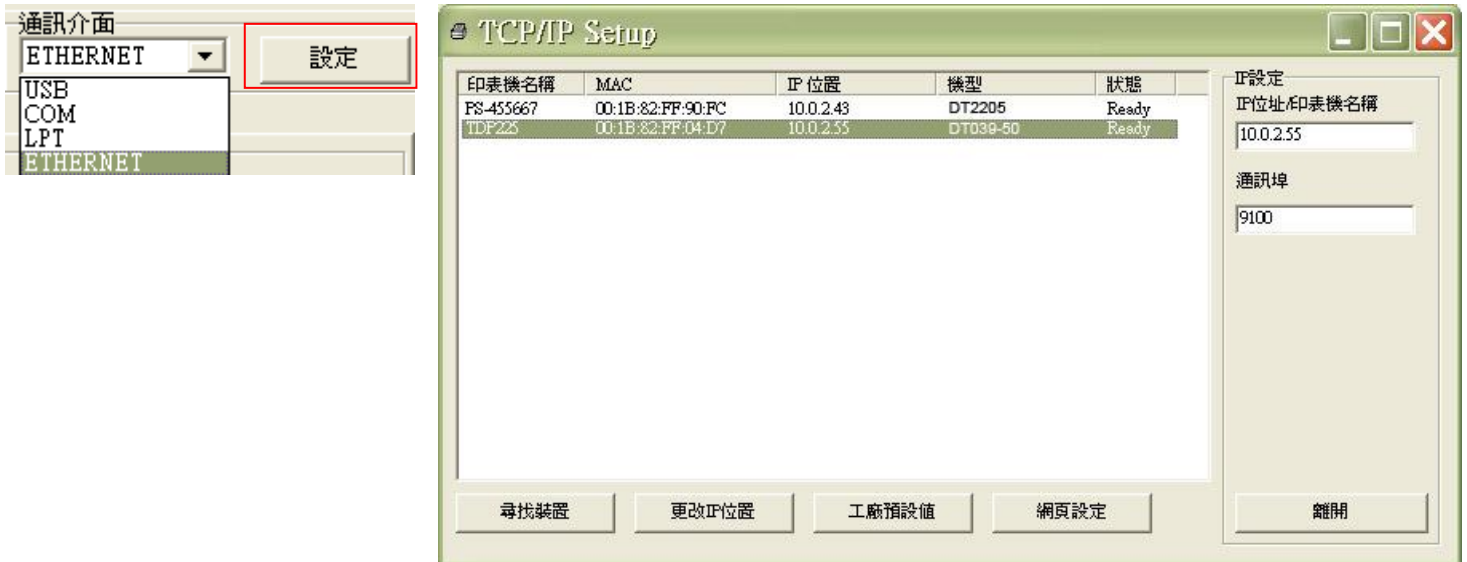 通訊介面
ETHERNET
設定
USB
COM
LPT
ETHERNET
TCP/IP Setup
印表機名稱 MAC IP 位置 機型 狀態
PS-455667 00:1B:82:FF:90:FC 10.0.2.43 DT2205 Ready
TDP225 00:1B:82:FF:04:D7 10.0.2.55 DT039-50 Ready
IP設定
IP位址/印表機名稱
10.0.2.55
通訊埠
9100
尋找裝置 更改IP位置 工廠預設值 網頁設定 離開